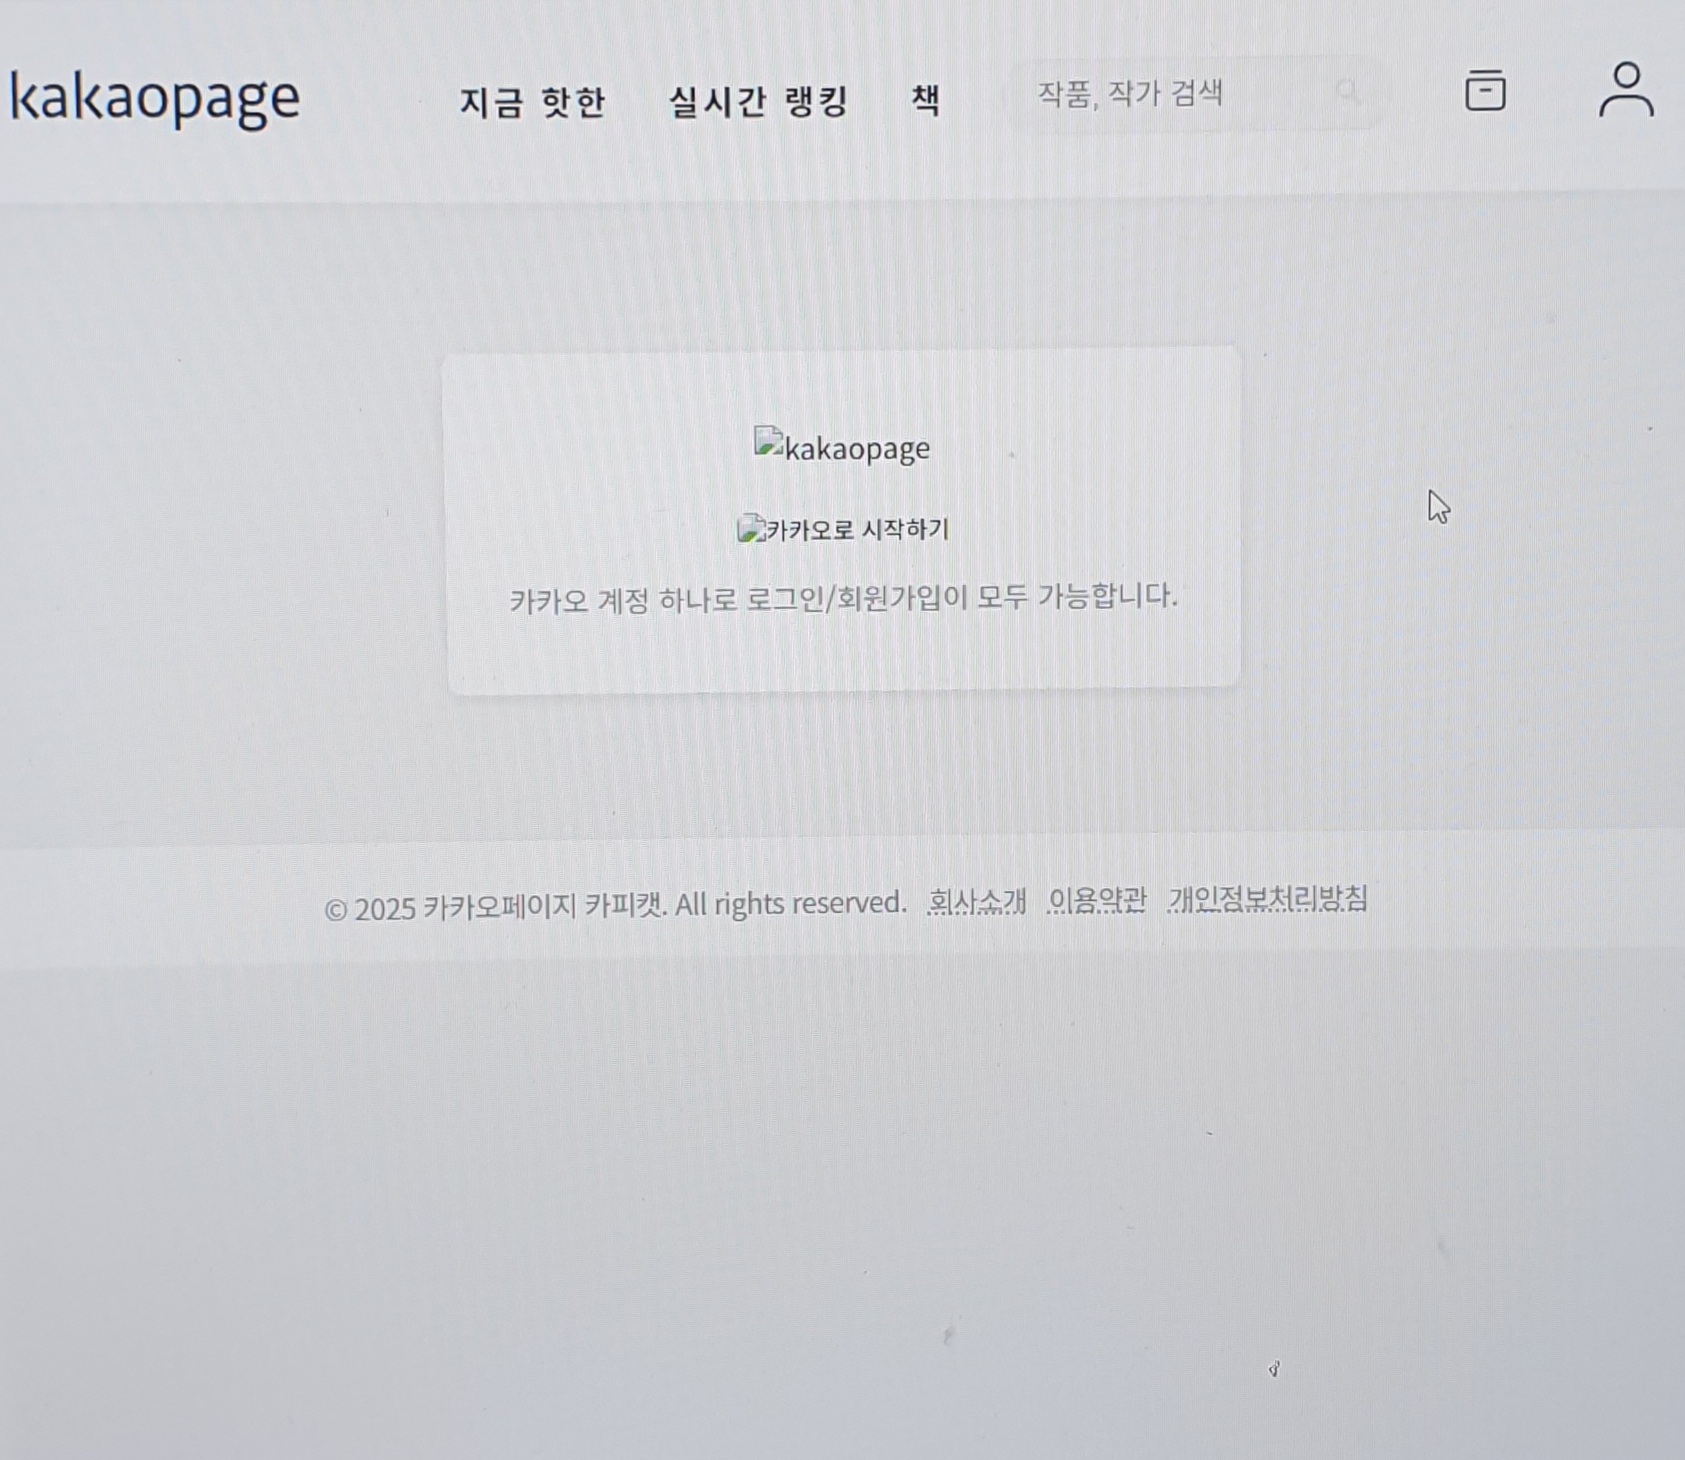 kakaopage 지금 핫한 실시간 랭킹 책 작품, 작가 검색
kakaopage
카카오로 시작하기
카카오 계정 하나로 로그인/회원가입이 모두 가능합니다.
© 2025 카카오페이지 카피캣. All rights reserved. 회사소개 이용약관 개인정보처리방침